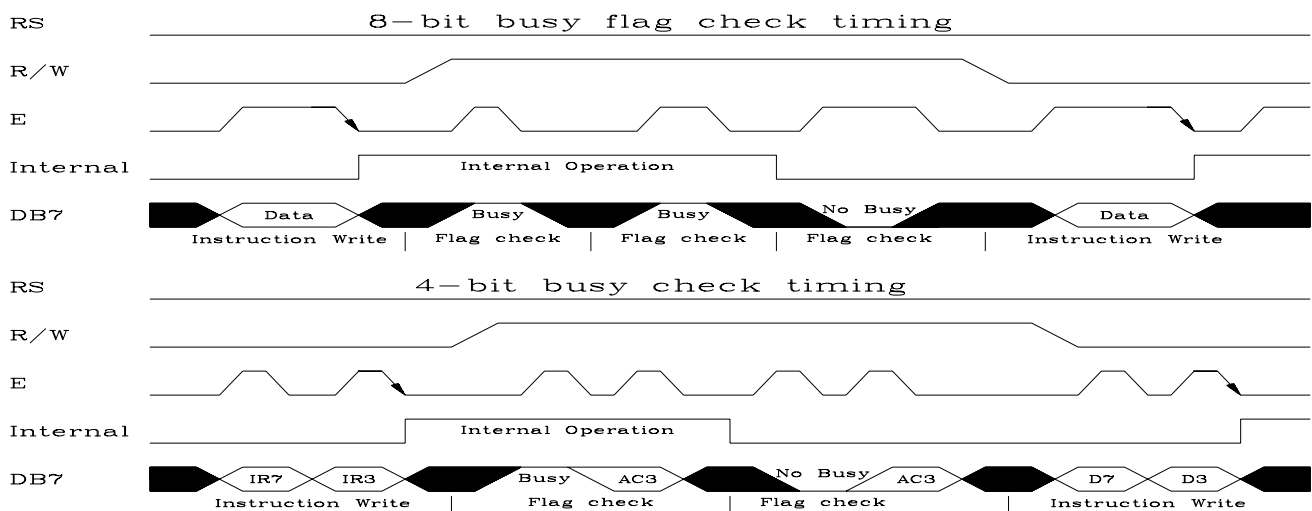 RS 8-bit busy flag check timing
R/W
E
Internal Internal Operation
DB7 Data Busy Busy No Busy Data
Instruction Write Flag check Flag check Flag check Instruction Write
RS 4-bit busy check timing
R/W
E
Internal Internal Operation
DB7 IR7 IR3 Busy AC3 No Busy AC3 D7 D3
Instruction Write Flag check Flag check Instruction Write